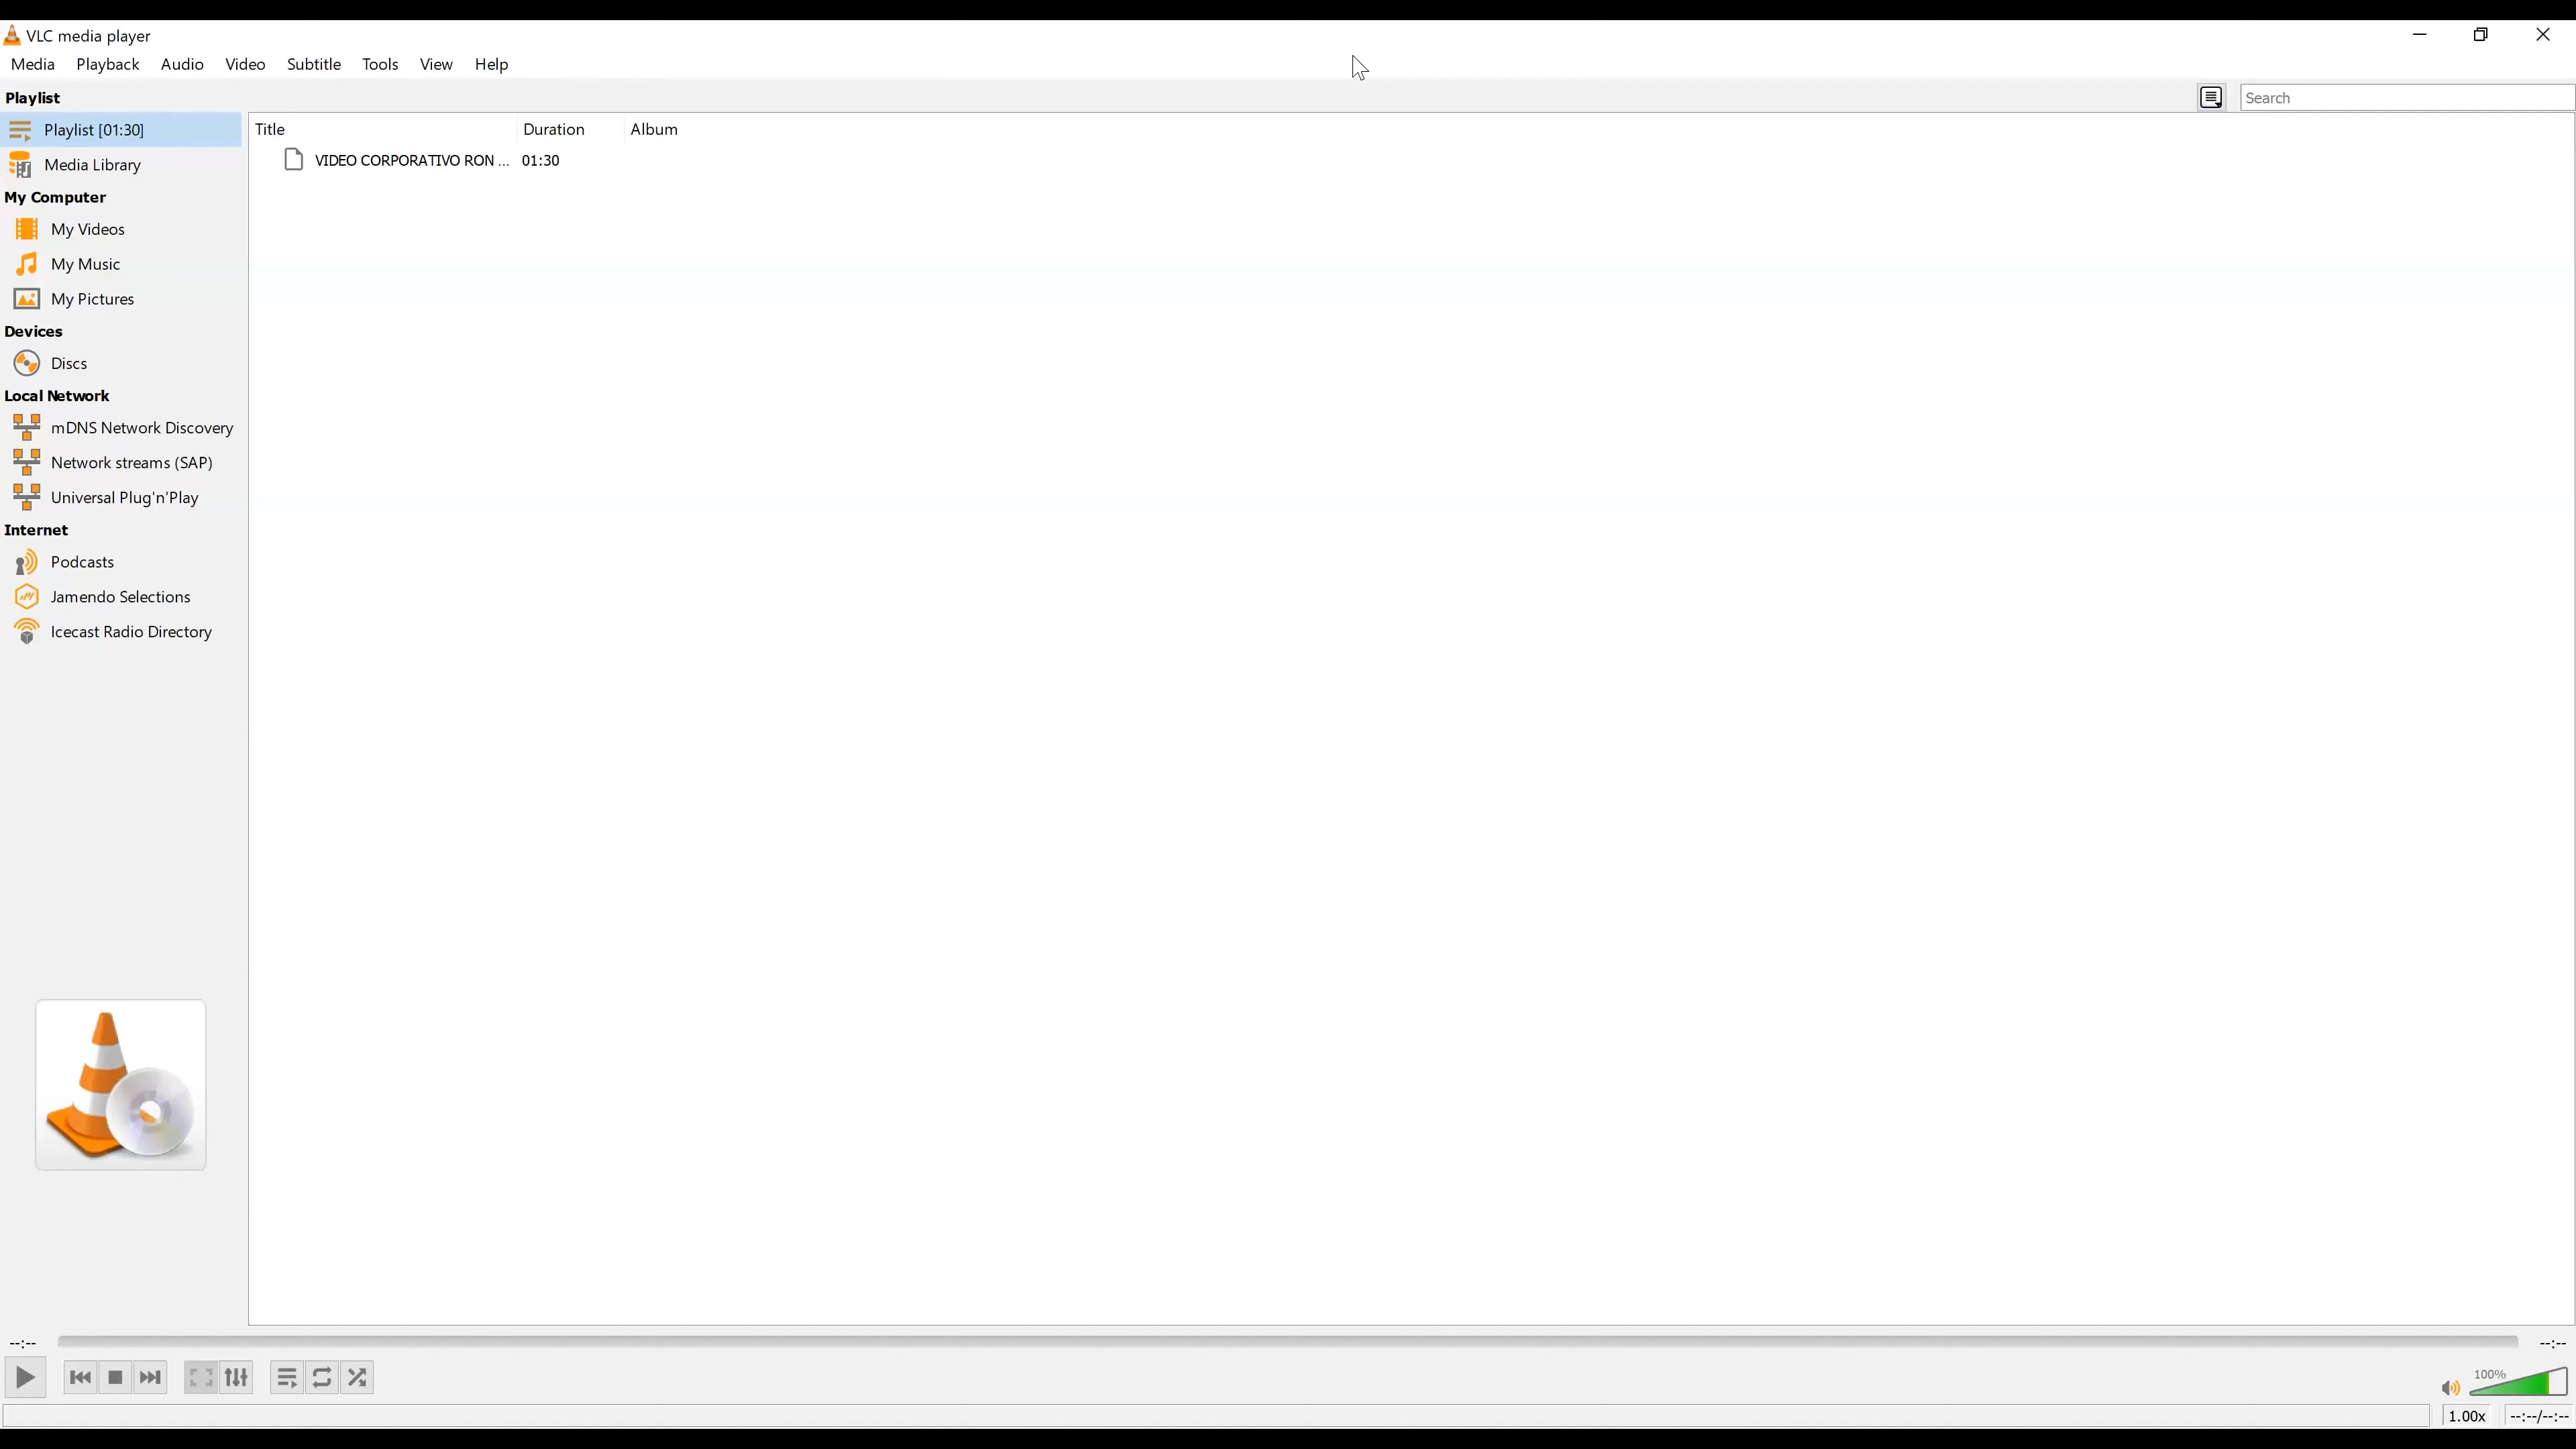 VLC media player
Media Playback Audio Video Subtitle Tools View Help
Playlist
Search
Playlist [01:30]
Media Library
My Computer
My Videos
My Music
My Pictures
Devices
Discs
Local Network
mDNS Network Discovery
Network streams (SAP)
Universal Plug'n'Play
Internet
Podcasts
Jamendo Selections
Icecast Radio Directory
Title Duration Album
VIDEO CORPORATIVO RON ... 01:30
--:-- --:--
100%
1.00x --:--/--:--